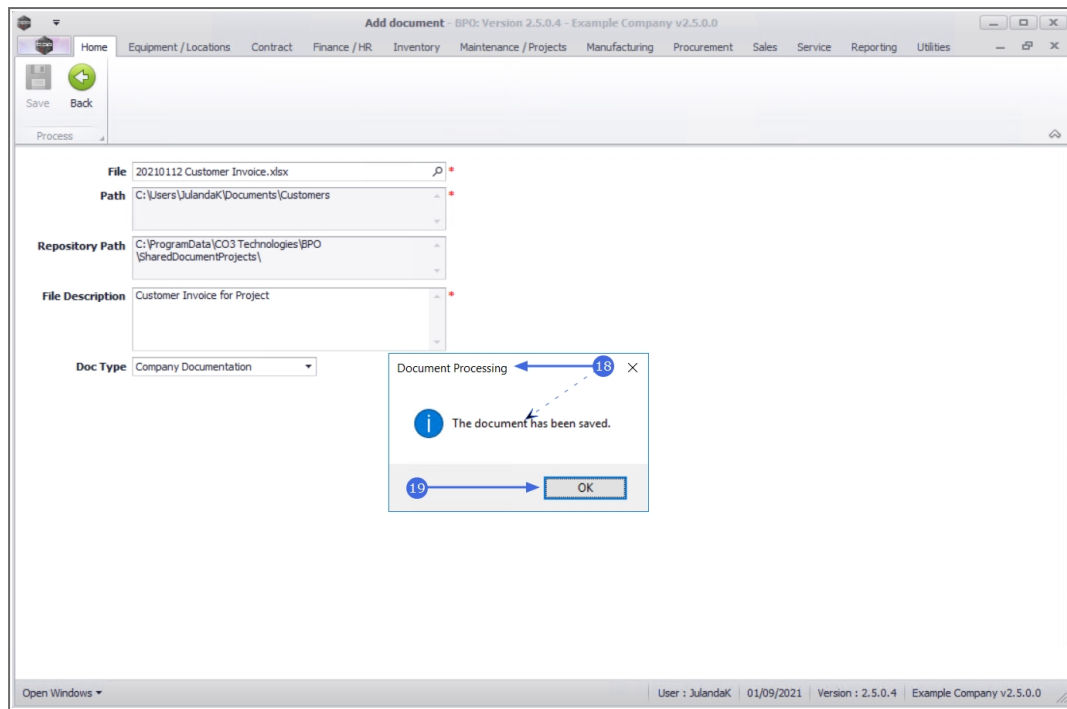 Add document - BPO: Version 2.5.0.4 - Example Company v2.5.0.0
Home Equipment / Locations Contract Finance / HR Inventory Maintenance / Projects Manufacturing Procurement Sales Service Reporting Utilities
Save Back
Process
File 20210112 Customer Invoice.xlsx *
Path C:\Users\JulandaK\Documents\Customers *
Repository Path C:\ProgramData\CO3 Technologies\BPO
\SharedDocumentProjects\
File Description Customer Invoice for Project *
Doc Type Company Documentation
Document Processing 18
The document has been saved.
19 OK
Open Windows User : JulandaK 01/09/2021 Version : 2.5.0.4 Example Company v2.5.0.0